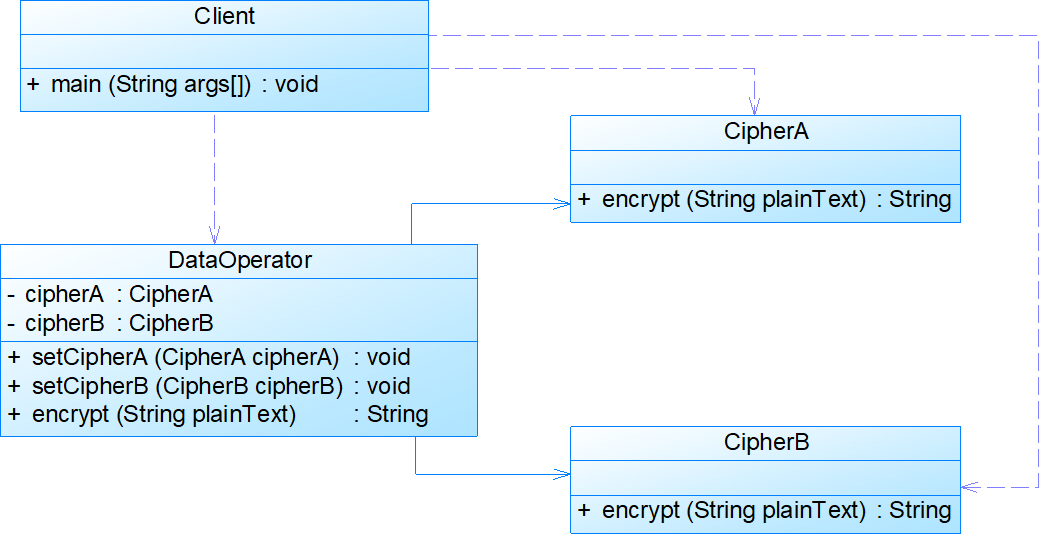 Client
+ main (String args[]) : void
CipherA
+ encrypt (String plainText) : String
DataOperator
- cipherA : CipherA
- cipherB : CipherB
+ setCipherA (CipherA cipherA) : void
+ setCipherB (CipherB cipherB) : void
+ encrypt (String plainText) : String
CipherB
+ encrypt (String plainText) : String